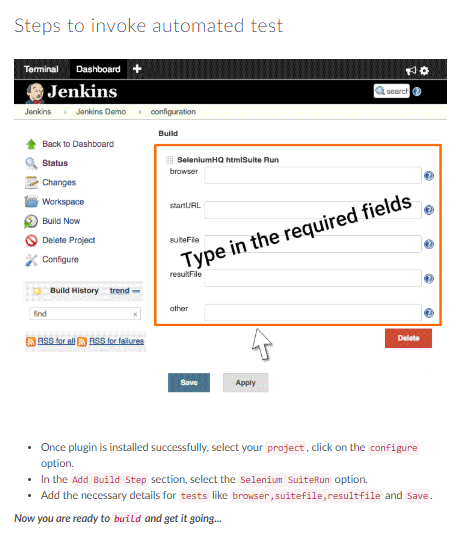 Steps to invoke automated test
Terminal Dashboard +
Jenkins
search
Jenkins Jenkins Demo configuration
Build
Back to Dashboard
Status
Changes
Workspace
Build Now
Delete Project
Configure
Build History trend
find x
RSS for all RSS for failures
SeleniumHQ htmlSuite Run
browser
startURL
suiteFile
resultFile
other
Type in the required fields
Delete
Save Apply
• Once plugin is installed successfully, select your project, click on the configure
option.
• In the Add Build Step section, select the Selenium SuiteRun option.
• Add the necessary details for tests like browser,suitefile,resultfile and Save.
Now you are ready to build and get it going...